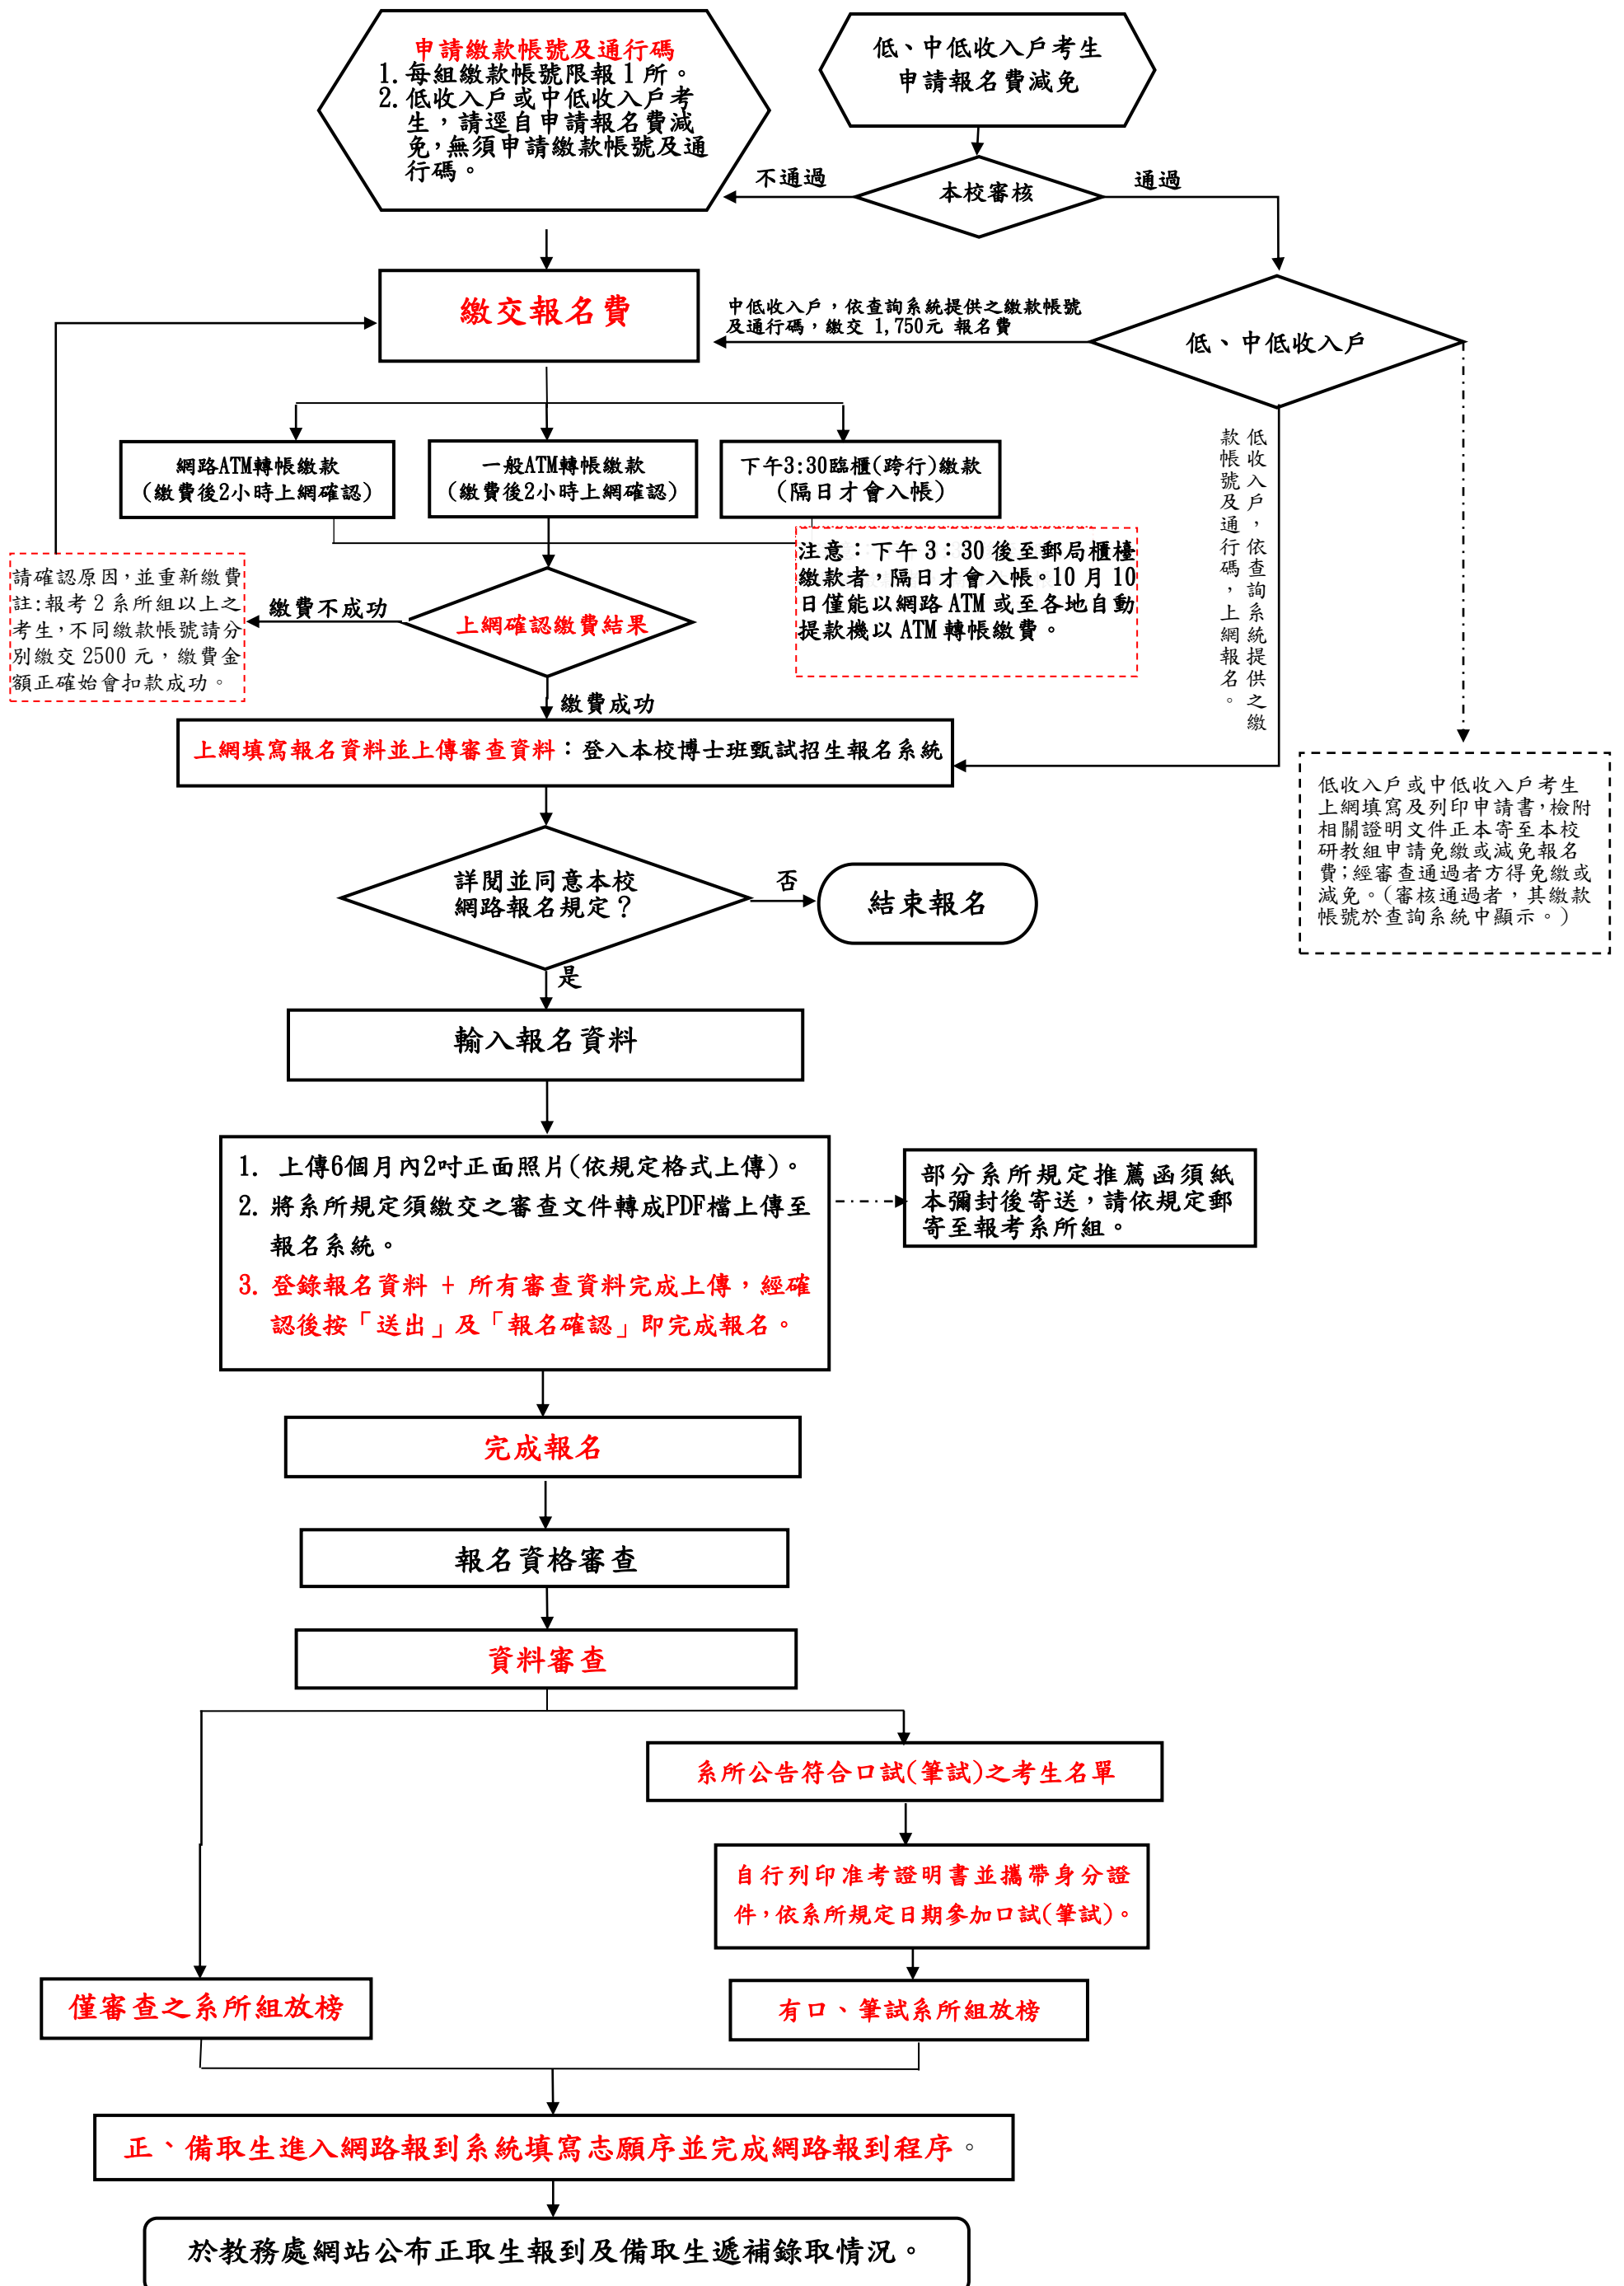 申請繳款帳號及通行碼
1. 每組繳款帳號限報 1 所。
2. 低收入戶或中低收入戶考
生，請逕自申請報名費減
免，無須申請繳款帳號及通
行碼。
低、中低收入戶考生
申請報名費減免
不通過
本校審核
通過
繳交報名費
中低收入戶，依查詢系統提供之繳款帳號
及通行碼，繳交 1,750元 報名費
低、中低收入戶
網路ATM轉帳繳款
(繳費後2小時上網確認)
一般ATM轉帳繳款
(繳費後2小時上網確認)
下午3:30臨櫃(跨行)繳款
(隔日才會入帳)
低收入戶，依查詢系統提供之繳
款帳號及通行碼，上網報名。
請確認原因，並重新繳費
註:報考 2 系所組以上之
考生，不同繳款帳號請分
別繳交 2500 元，繳費金
額正確始會扣款成功。
繳費不成功
上網確認繳費結果
注意：下午 3：30 後至郵局櫃檯
繳款者，隔日才會入帳。10 月 10
日僅能以網路 ATM 或至各地自動
提款機以 ATM 轉帳繳費。
繳費成功
上網填寫報名資料並上傳審查資料：登入本校博士班甄試招生報名系統
低收入戶或中低收入戶考生
上網填寫及列印申請書，檢附
相關證明文件正本寄至本校
研教組申請免繳或減免報名
費；經審查通過者方得免繳或
減免。(審核通過者，其繳款
帳號於查詢系統中顯示。)
詳閱並同意本校
網路報名規定？
否
結束報名
是
輸入報名資料
1. 上傳6個月內2吋正面照片(依規定格式上傳)。
2. 將系所規定須繳交之審查文件轉成PDF檔上傳至
報名系統。
3. 登錄報名資料 + 所有審查資料完成上傳，經確
認後按「送出」及「報名確認」即完成報名。
部分系所規定推薦函須紙
本彌封後寄送，請依規定郵
寄至報考系所組。
完成報名
報名資格審查
資料審查
系所公告符合口試(筆試)之考生名單
自行列印准考證明書並攜帶身分證
件，依系所規定日期參加口試(筆試)。
僅審查之系所組放榜
有口、筆試系所組放榜
正、備取生進入網路報到系統填寫志願序並完成網路報到程序。
於教務處網站公布正取生報到及備取生遞補錄取情況。